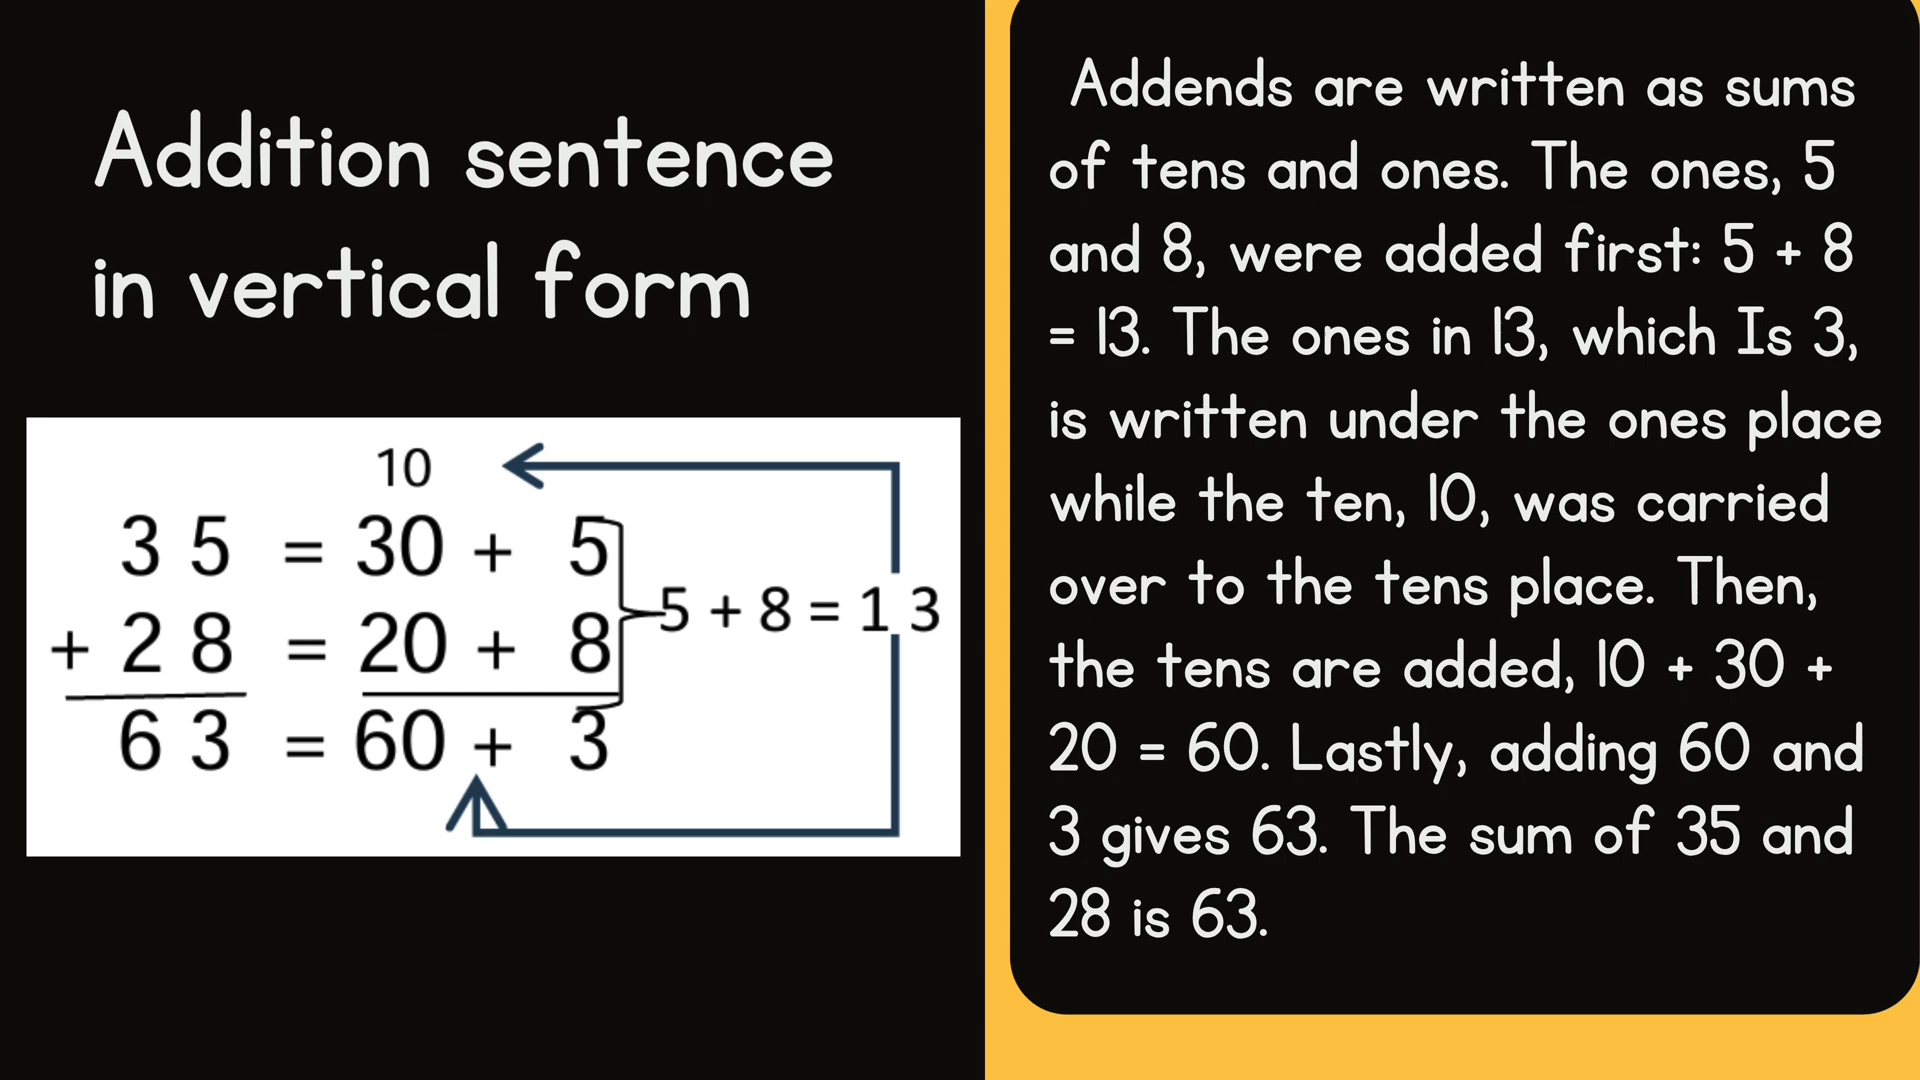 Addition sentence
in vertical form
10
3 5 = 30 + 5
5 + 8 = 1 3
+ 2 8 = 20 + 8
6 3 = 60 + 3
Addends are written as sums
of tens and ones. The ones, 5
and 8, were added first: 5 + 8
= 13. The ones in 13, which Is 3,
is written under the ones place
while the ten, 10, was carried
over to the tens place. Then,
the tens are added, 10 + 30 +
20 = 60. Lastly, adding 60 and
3 gives 63. The sum of 35 and
28 is 63.